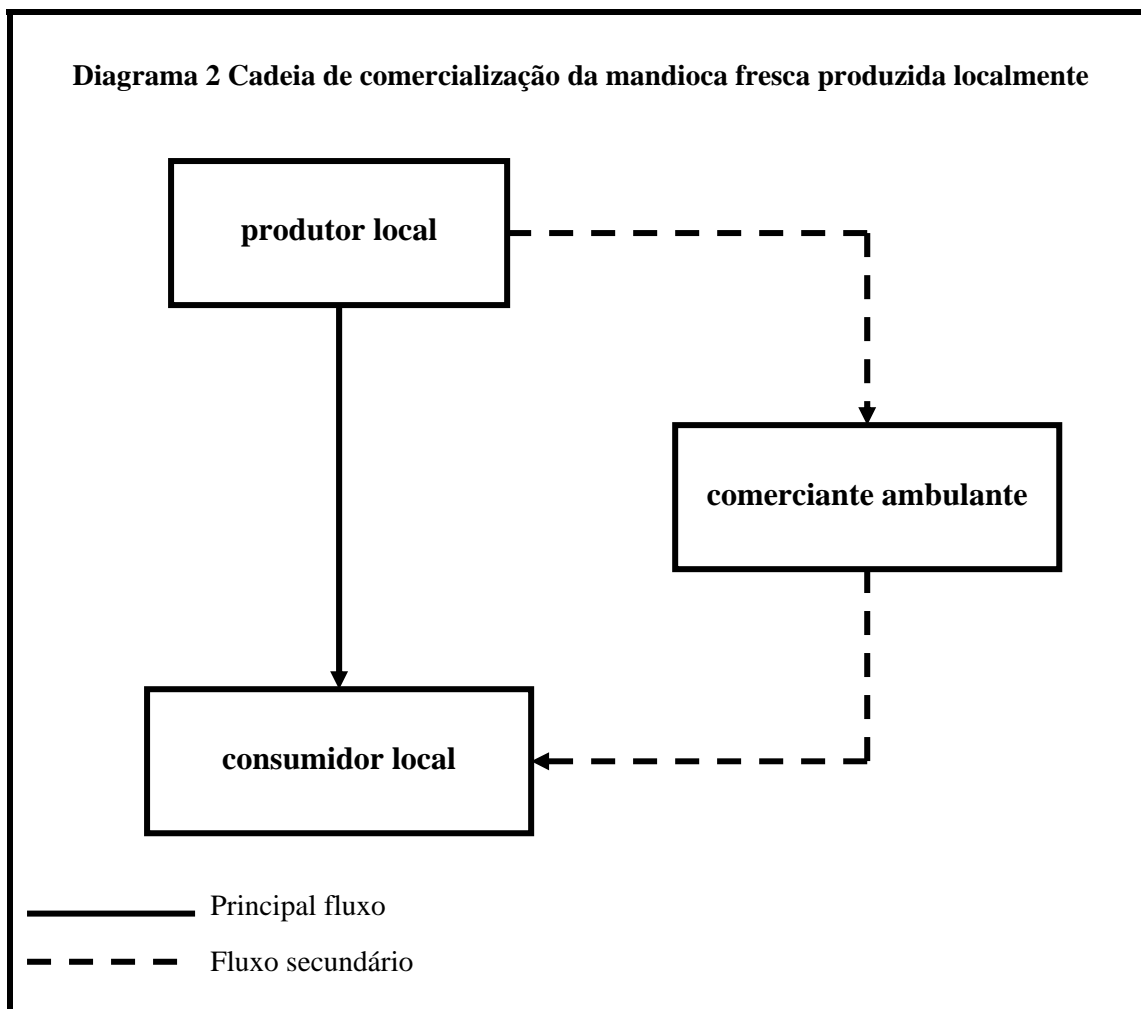 Diagrama 2 Cadeia de comercialização da mandioca fresca produzida localmente
produtor local
comerciante ambulante
consumidor local
Principal fluxo
Fluxo secundário